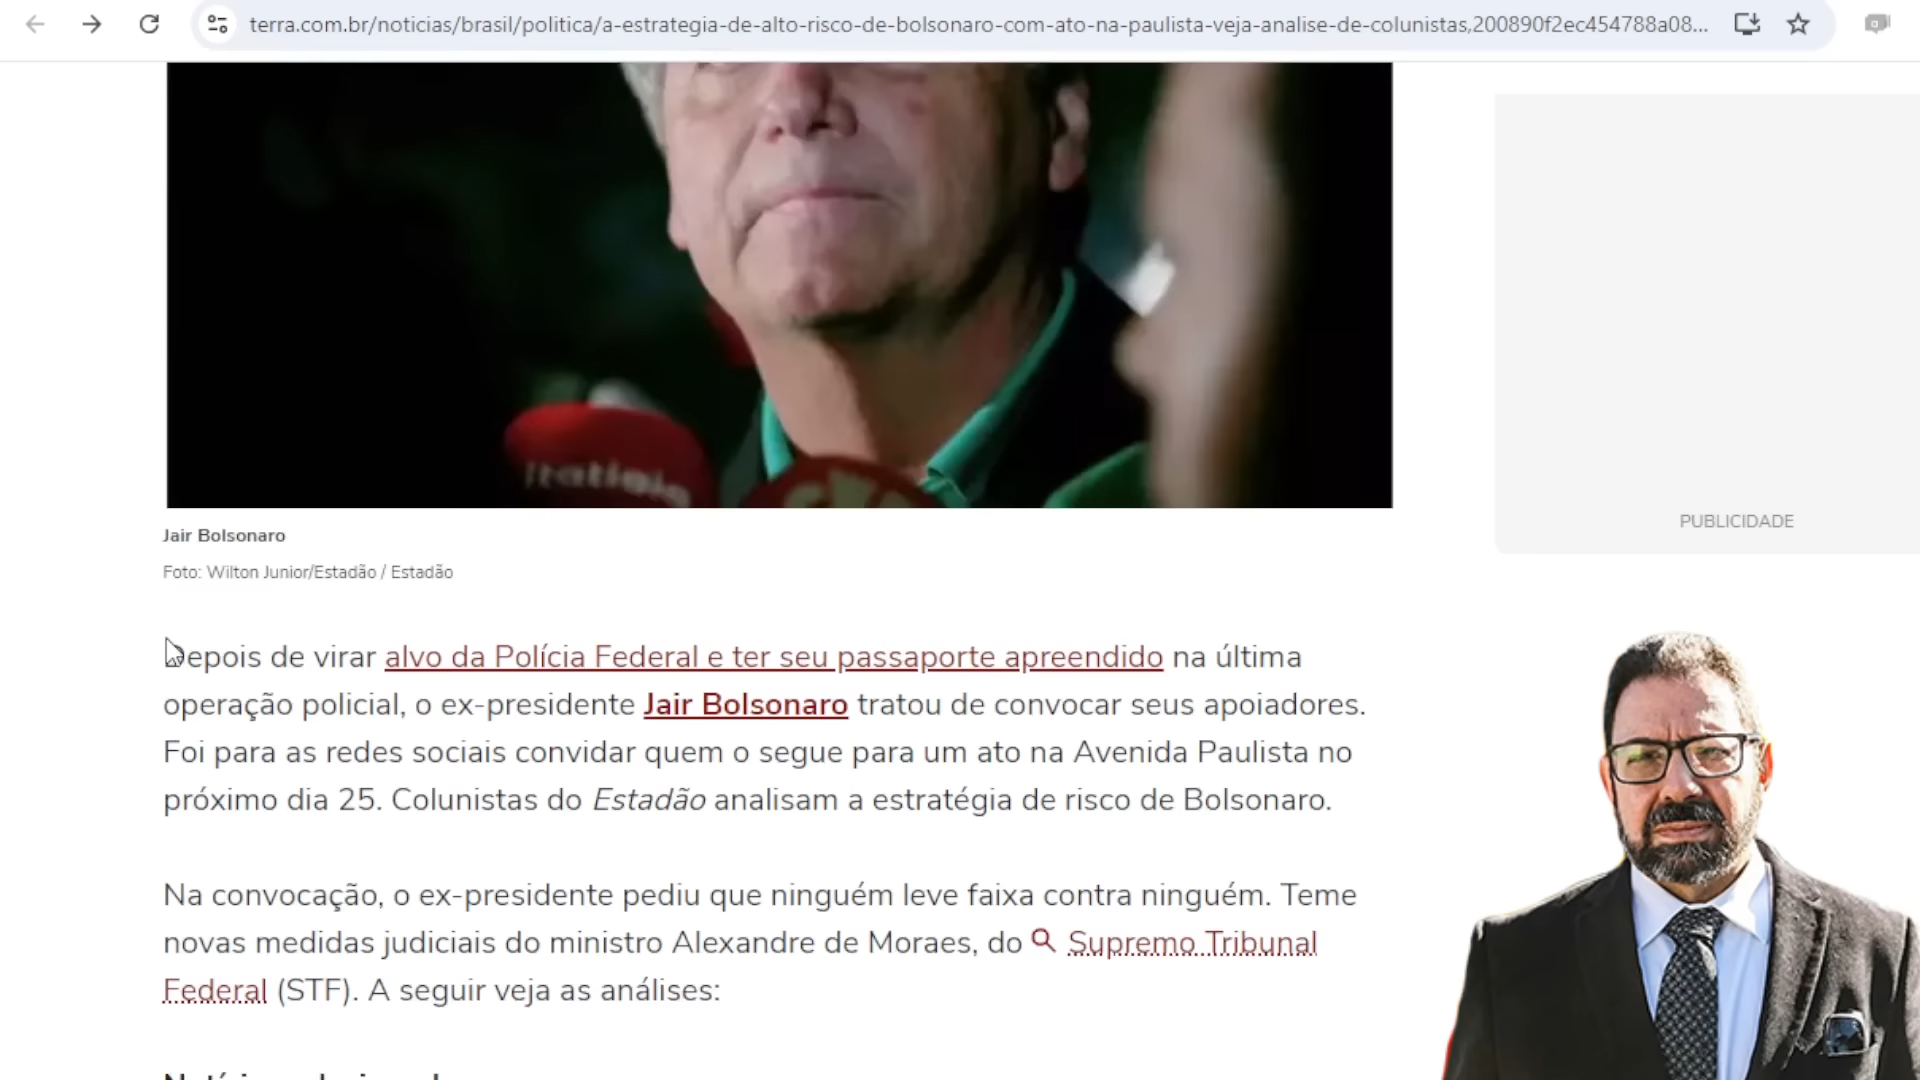 terra.com.br/noticias/brasil/politica/a-estrategia-de-alto-risco-de-bolsonaro-com-ato-na-paulista-veja-analise-de-colunistas,200890f2ec454788a08...
Itatiaia
PUBLICIDADE
Jair Bolsonaro
Foto: Wilton Junior/Estadão / Estadão
Depois de virar alvo da Polícia Federal e ter seu passaporte apreendido na última
operação policial, o ex-presidente Jair Bolsonaro tratou de convocar seus apoiadores.
Foi para as redes sociais convidar quem o segue para um ato na Avenida Paulista no
próximo dia 25. Colunistas do Estadão analisam a estratégia de risco de Bolsonaro.
Na convocação, o ex-presidente pediu que ninguém leve faixa contra ninguém. Teme
novas medidas judiciais do ministro Alexandre de Moraes, do Supremo Tribunal
Federal (STF). A seguir veja as análises: